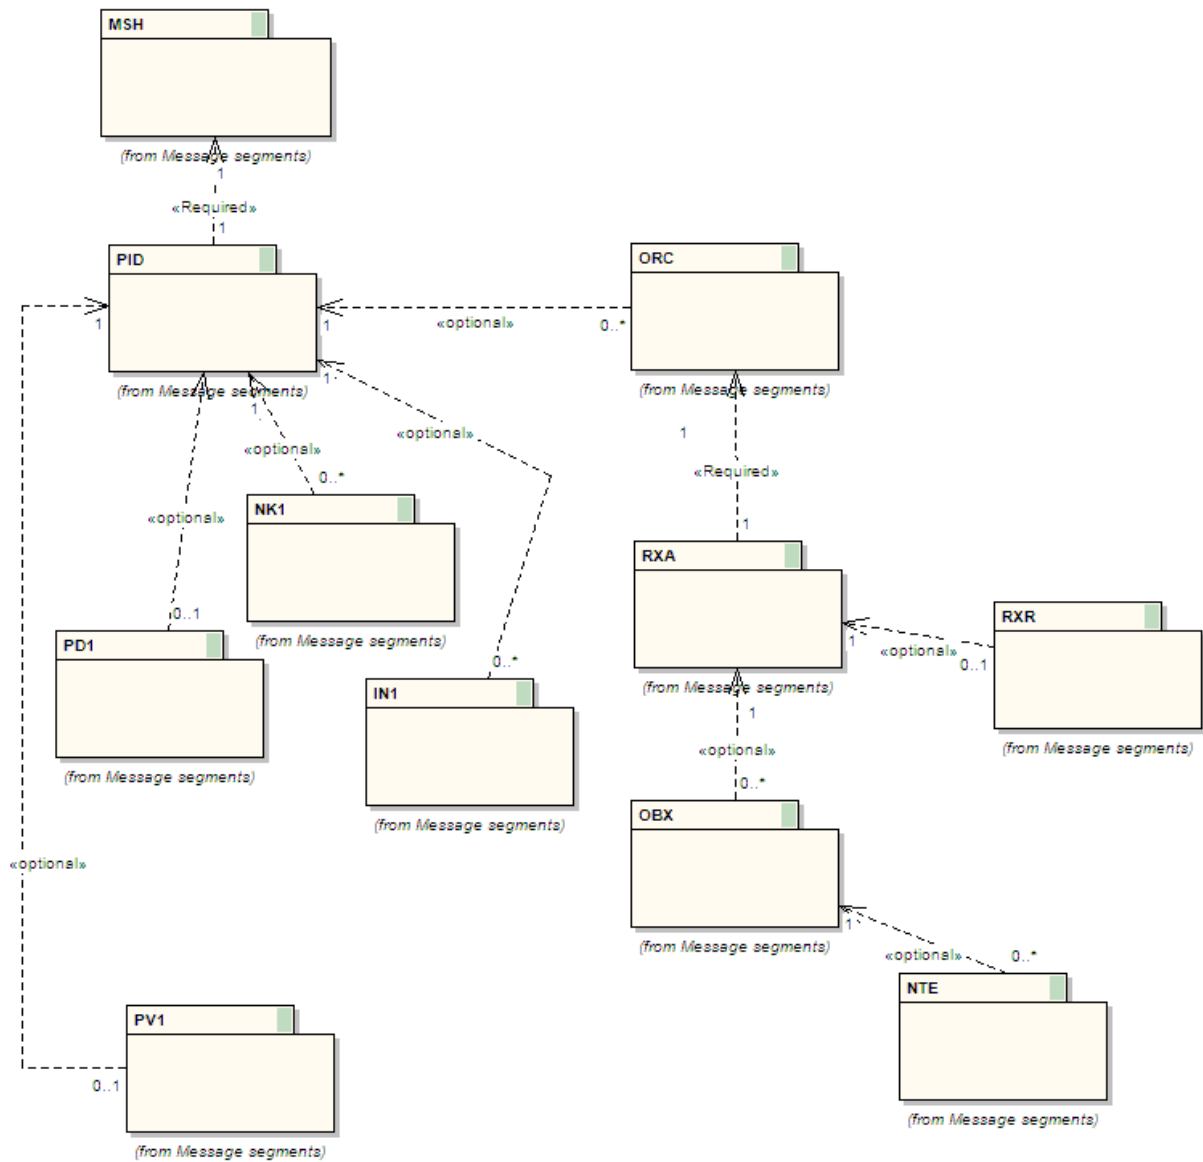 MSH
(from Message segments)
1
«Required»
1
PID
ORC
1
1
«optional»
0..*
1
(from Message segments)
(from Message segments)
1
«optional»
1
«optional»
0..*
«Required»
NK1
«optional»
1
RXA
(from Message segments)
0..1
PD1
RXR
1
«optional»
0..1
0..*
IN1
(from Message segments)
1
(from Message segments)
«optional»
(from Message segments)
0..*
OBX
(from Message segments)
«optional»
1
(from Message segments)
«optional»
0..*
NTE
PV1
0..1
(from Message segments)
(from Message segments)